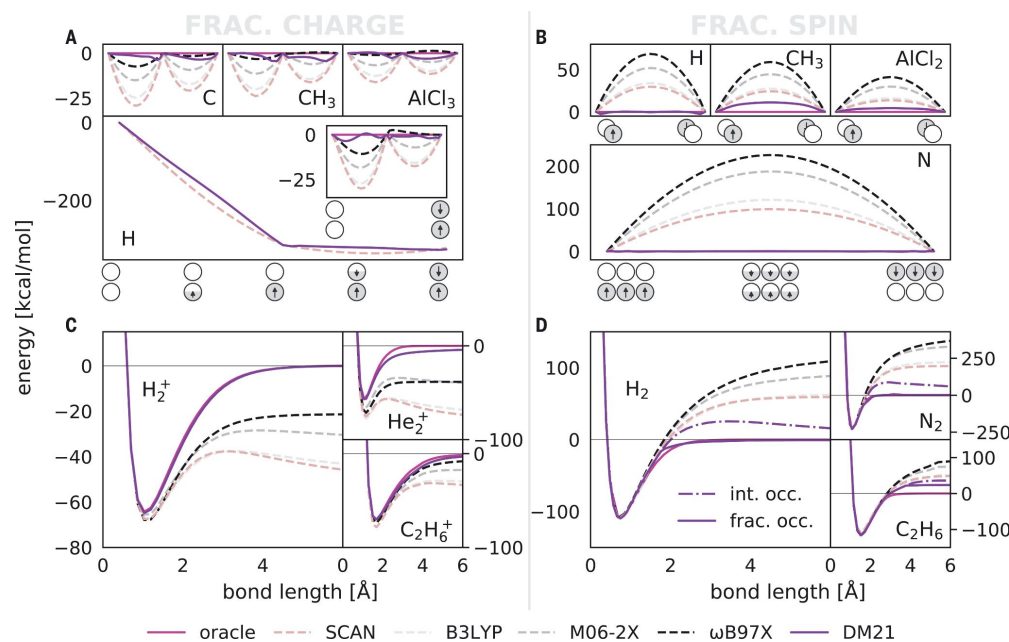 FRAC. CHARGE
FRAC. SPIN
A
0
−25
C
CH3
AlCl3
−200
H
0
−25
B
50
0
H
CH3
AlCl2
200
100
0
N
energy [kcal/mol]
C
0
−20
−40
−60
−80
H2+
0
He2+
−100
0
C2H6+
−100
0 2 4 0 2 4 6
bond length [Å]
D
100
0
−100
H2
int. occ.
frac. occ.
250
0
−250
N2
100
0
−100
C2H6
0 2 4 0 2 4 6
bond length [Å]
oracle SCAN B3LYP M06-2X ωB97X DM21